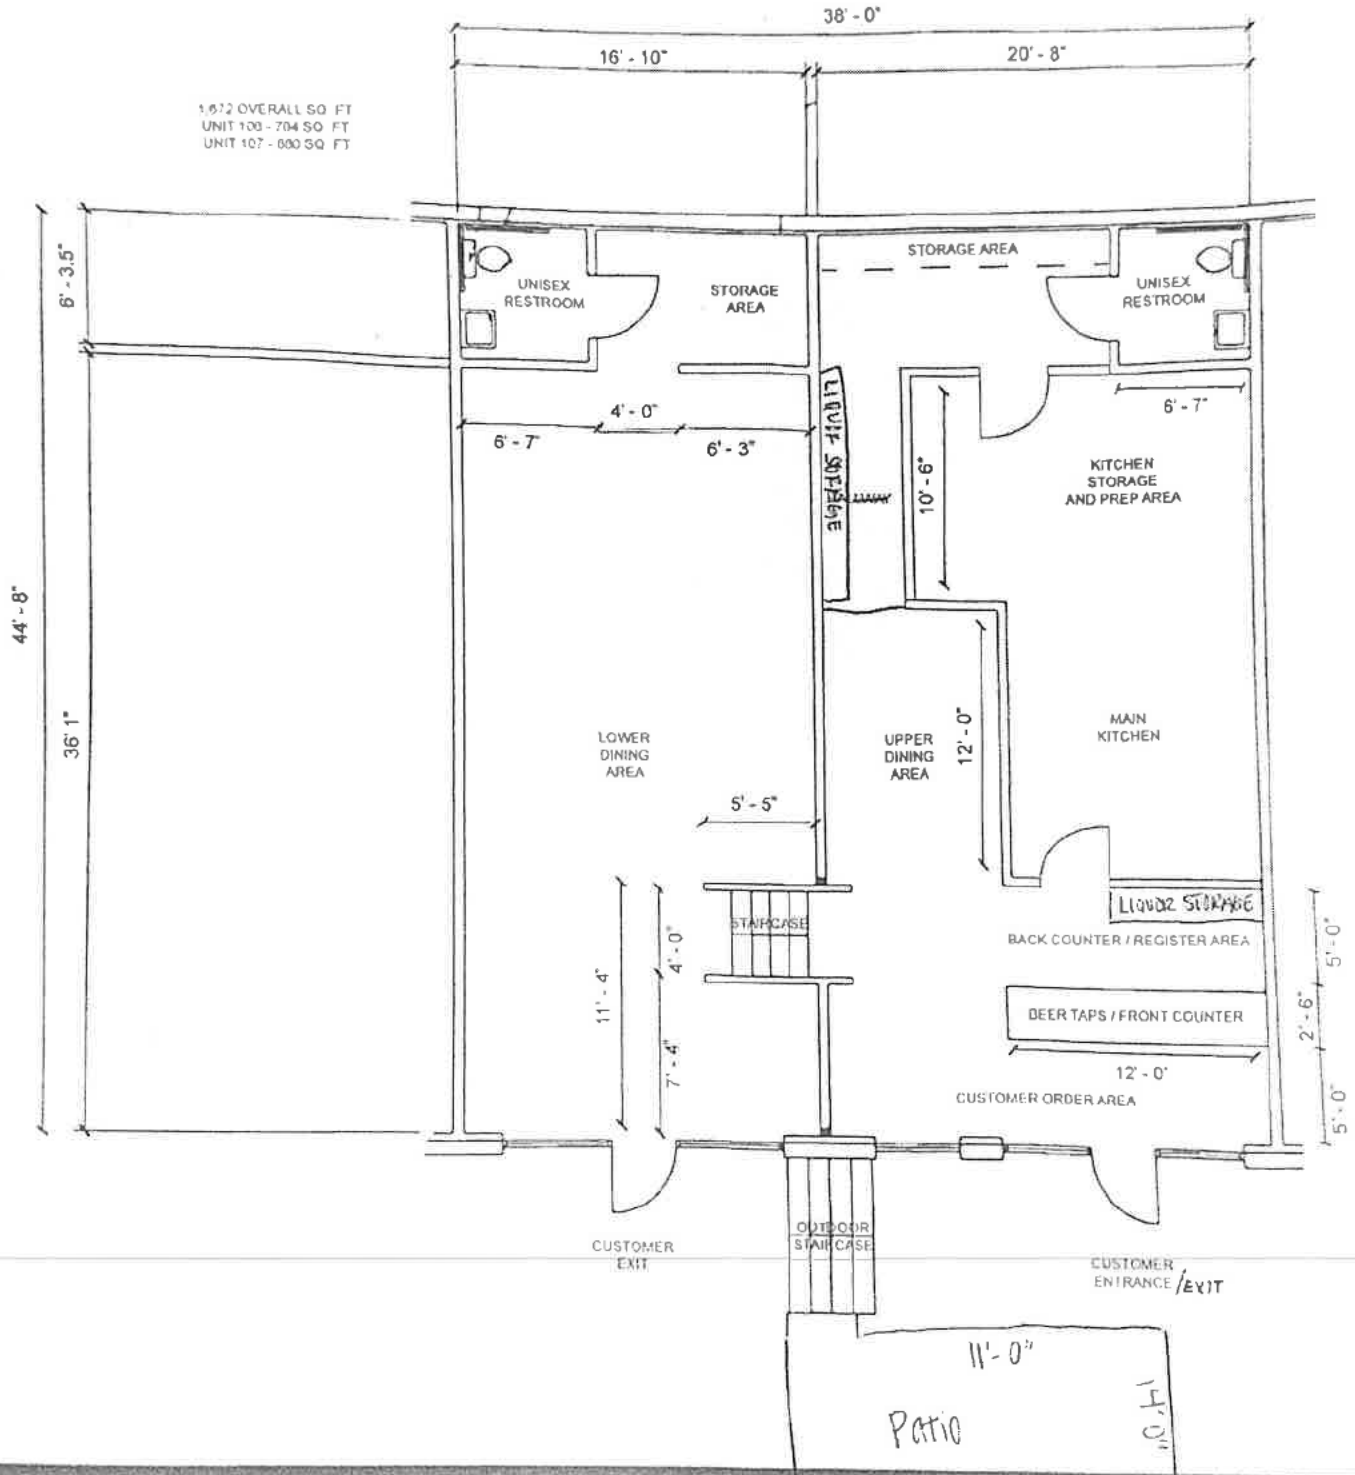 38' - 0"
16' - 10"
20' - 8"
1,672 OVERALL SQ FT
UNIT 106 - 704 SQ FT
UNIT 107 - 880 SQ FT
6' - 3.5"
STORAGE AREA
UNISEX
RESTROOM
STORAGE
AREA
UNISEX
RESTROOM
4' - 0"
6' - 7"
6' - 3"
6' - 7"
10' - 6"
KITCHEN
STORAGE
AND PREP AREA
44' - 8"
36' 1"
LOWER
DINING
AREA
UPPER
DINING
AREA
12' - 0"
MAIN
KITCHEN
5' - 5"
STAIRCASE
LIQUOR STORAGE
BACK COUNTER / REGISTER AREA
4' - 0"
5' - 0"
11' - 4"
BEER TAPS / FRONT COUNTER
2' - 6"
7' - 4"
12' - 0"
CUSTOMER ORDER AREA
5' - 0"
OUTDOOR
STAIRCASE
CUSTOMER
EXIT
CUSTOMER
ENTRANCE /EXIT
11'- 0"
14'0"
Patio